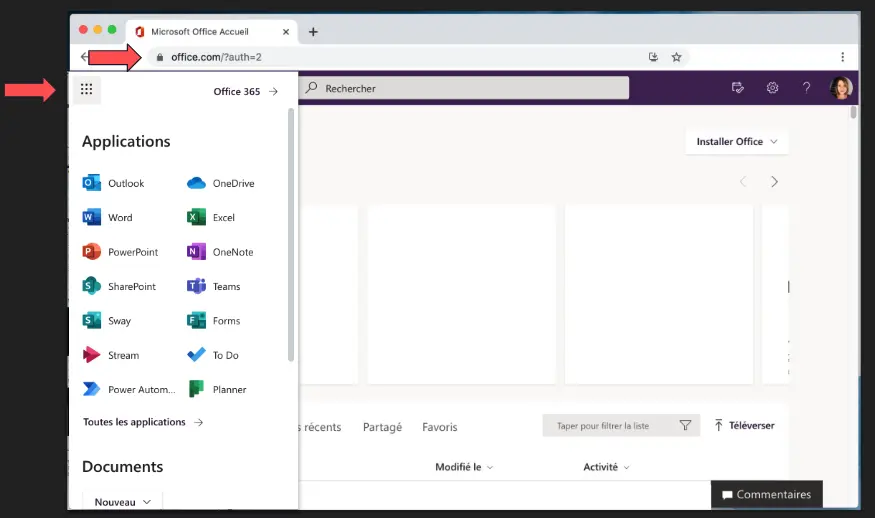 Microsoft Office Accueil
office.com/?auth=2
Office 365
Rechercher
Applications
Installer Office
Outlook
OneDrive
Word
Excel
PowerPoint
OneNote
SharePoint
Teams
Sway
Forms
Stream
To Do
Power Autom...
Planner
Toutes les applications
s récents
Partagé
Favoris
Taper pour filtrer la liste
Téléverser
Documents
Modifié le
Activité
Nouveau
Commentaires